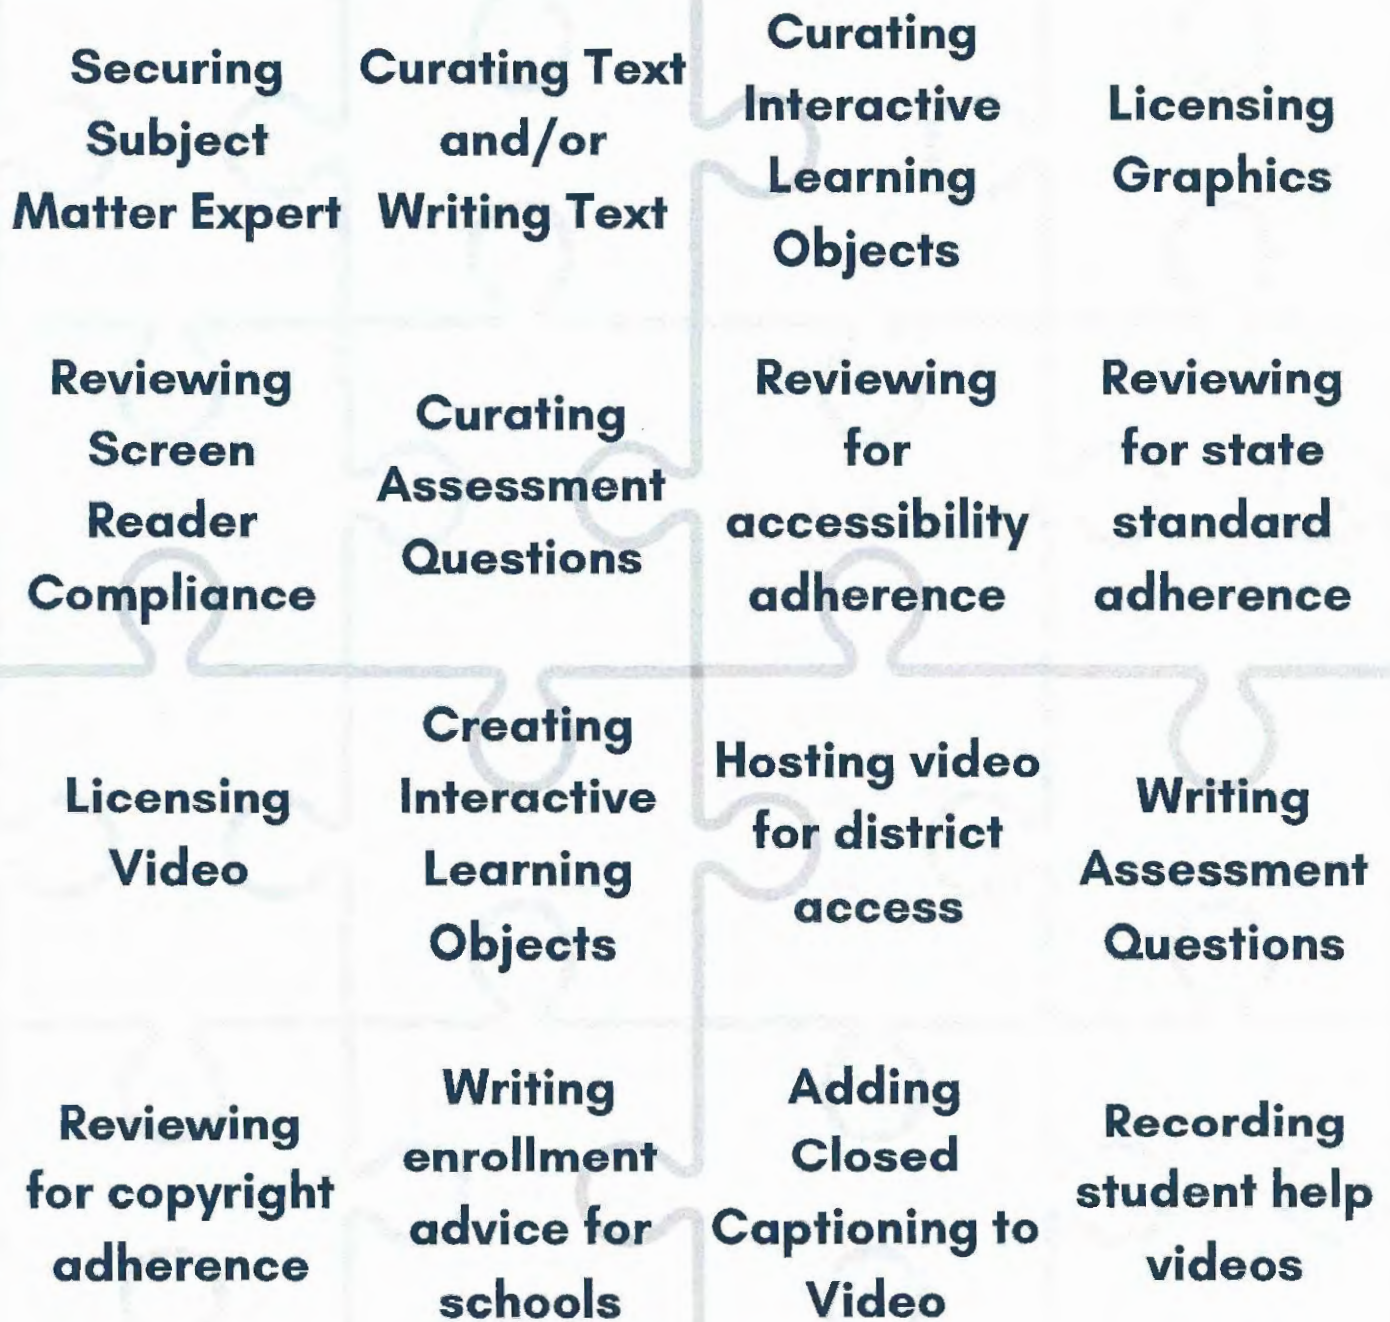 Securing
Subject
Matter Expert
Curating Text
and/or
Writing Text
Curating
Interactive
Learning
Objects
Licensing
Graphics
Reviewing
Screen
Reader
Compliance
Curating
Assessment
Questions
Reviewing
for
accessibility
adherence
Reviewing
for state
standard
adherence
Licensing
Video
Creating
Interactive
Learning
Objects
Hosting video
for district
access
Writing
Assessment
Questions
Reviewing
for copyright
adherence
Writing
enrollment
advice for
schools
Adding
Closed
Captioning to
Video
Recording
student help
videos